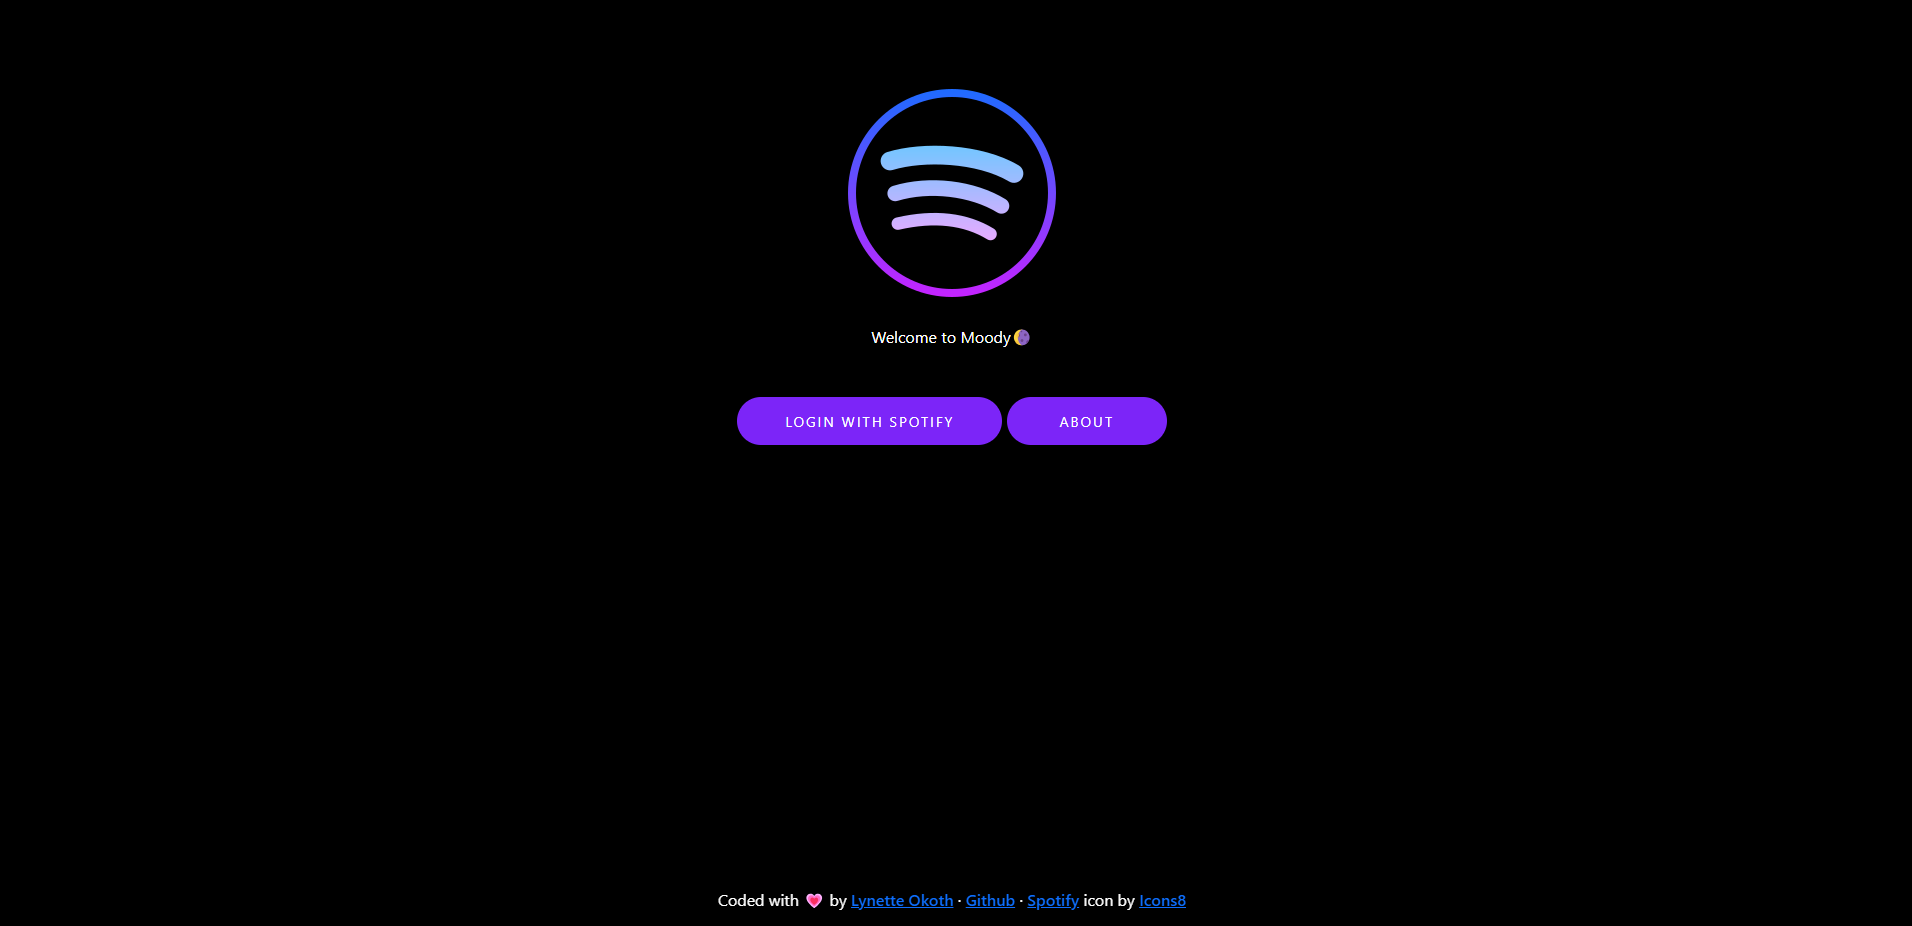 Welcome to Moody🌘
LOGIN WITH SPOTIFY ABOUT
Coded with 💗 by Lynette Okoth · Github · Spotify icon by Icons8